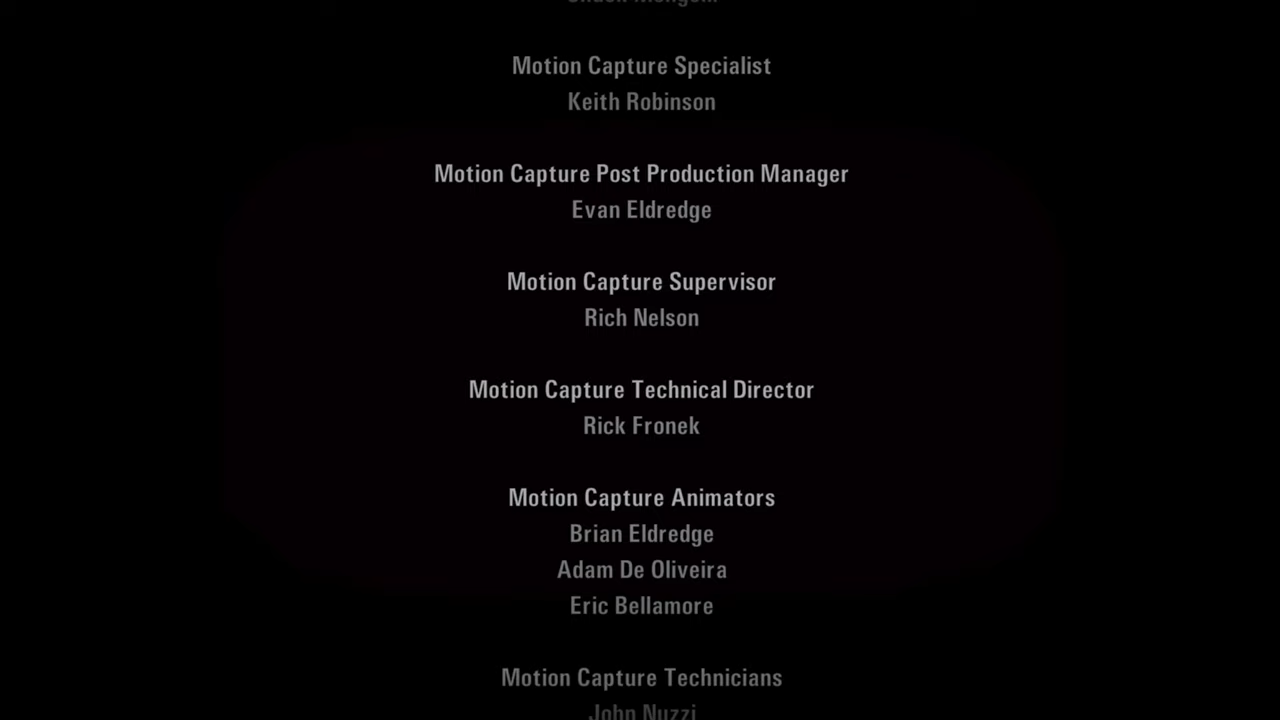 Motion Capture Specialist
Keith Robinson
Motion Capture Post Production Manager
Evan Eldredge
Motion Capture Supervisor
Rich Nelson
Motion Capture Technical Director
Rick Fronek
Motion Capture Animators
Brian Eldredge
Adam De Oliveira
Eric Bellamore
Motion Capture Technicians
John Nuzzi